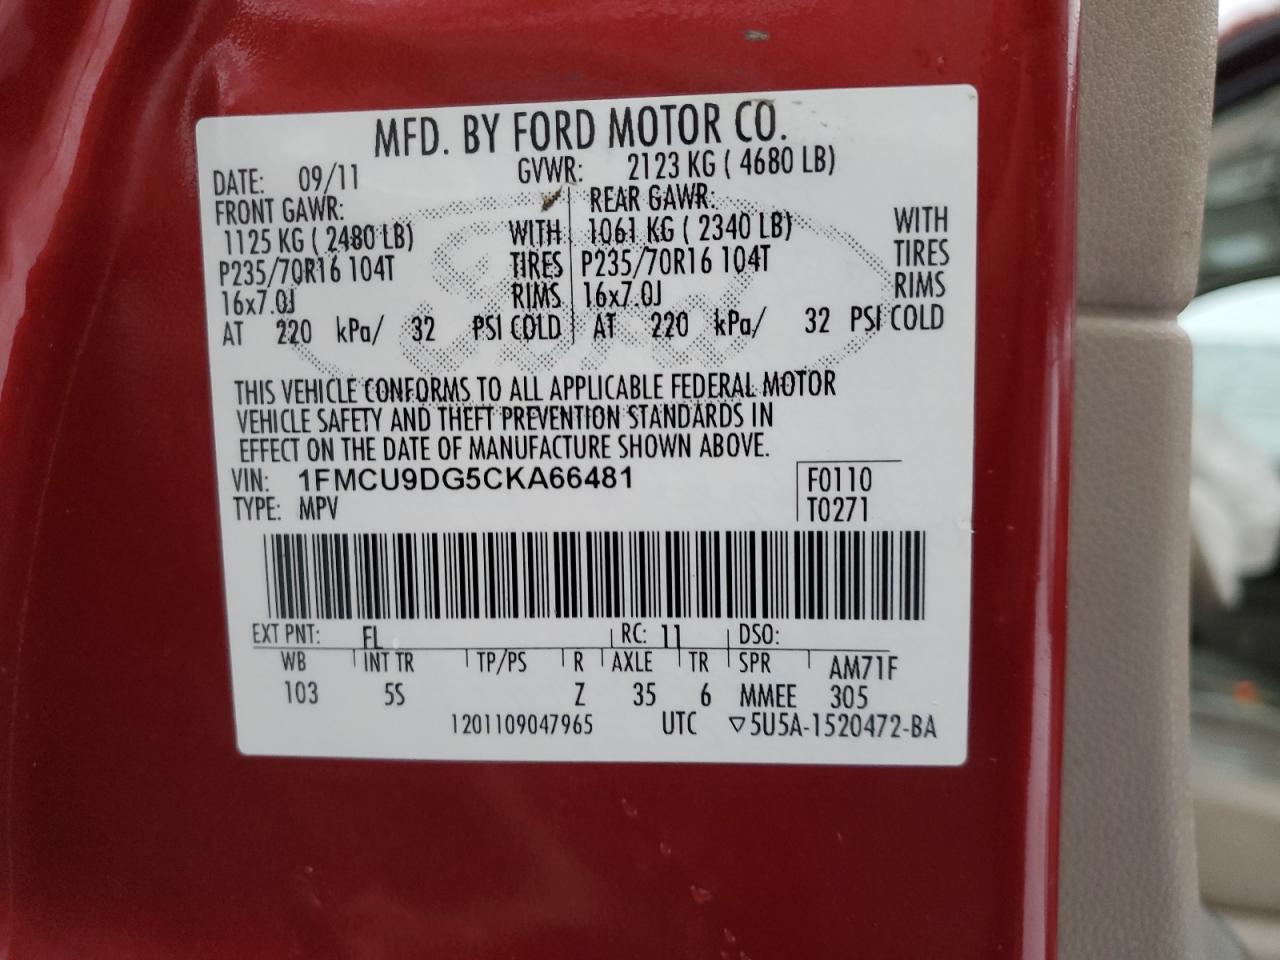 MFD. BY FORD MOTOR CO.
DATE: 09/11 GVWR: 2123 KG ( 4680 LB)
FRONT GAWR: REAR GAWR:
1125 KG ( 2480 LB) WITH 1061 KG ( 2340 LB) WITH
P235/70R16 104T TIRES P235/70R16 104T TIRES
16x7.0J RIMS 16x7.0J RIMS
AT 220 kPa/ 32 PSI COLD AT 220 kPa/ 32 PSI COLD
THIS VEHICLE CONFORMS TO ALL APPLICABLE FEDERAL MOTOR
VEHICLE SAFETY AND THEFT PREVENTION STANDARDS IN
EFFECT ON THE DATE OF MANUFACTURE SHOWN ABOVE.
VIN: 1FMCU9DG5CKA66481 F0110
TYPE: MPV T0271
EXT PNT: FL RC: 11 DSO:
WB INT TR TP/PS R AXLE TR SPR AM71F
103 5S Z 35 6 MMEE 305
1201109047965 UTC ▽5U5A-1520472-BA